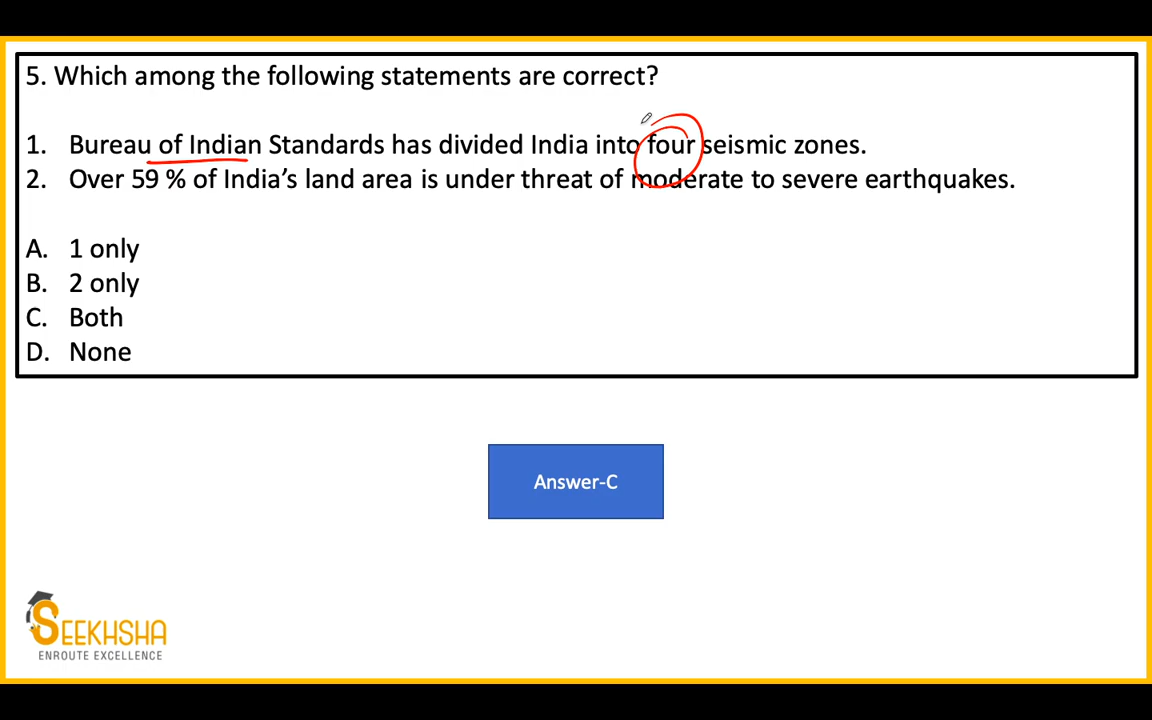 5. Which among the following statements are correct?
1. Bureau of Indian Standards has divided India into four seismic zones.
2. Over 59 % of India's land area is under threat of moderate to severe earthquakes.
A. 1 only
B. 2 only
C. Both
D. None
Answer-C
SEEKHSHA
ENROUTE EXCELLENCE